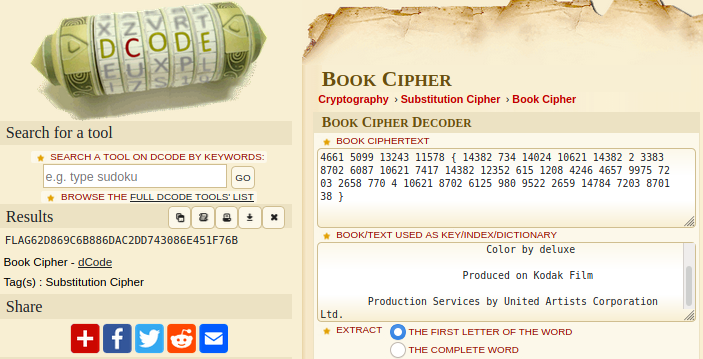 DCODE
Search for a tool
SEARCH A TOOL ON DCODE BY KEYWORDS:
e.g. type sudoku
GO
BROWSE THE FULL DCODE TOOLS' LIST
Results
FLAG62D869C6B886DAC2DD743086E451F76B
Book Cipher - dCode
Tag(s) : Substitution Cipher
Share
BOOK CIPHER
Cryptography › Substitution Cipher › Book Cipher
BOOK CIPHER DECODER
BOOK CIPHERTEXT
4661 5099 13243 11578 { 14382 734 14024 10621 14382 2 3383
8702 6087 10621 7417 14382 12352 615 1208 4246 4657 9975 72
03 2658 770 4 10621 8702 6125 980 9522 2659 14784 7203 8701
38 }
BOOK/TEXT USED AS KEY/INDEX/DICTIONARY
Color by deluxe
Produced on Kodak Film
Production Services by United Artists Corporation
Ltd.
EXTRACT
THE FIRST LETTER OF THE WORD
THE COMPLETE WORD